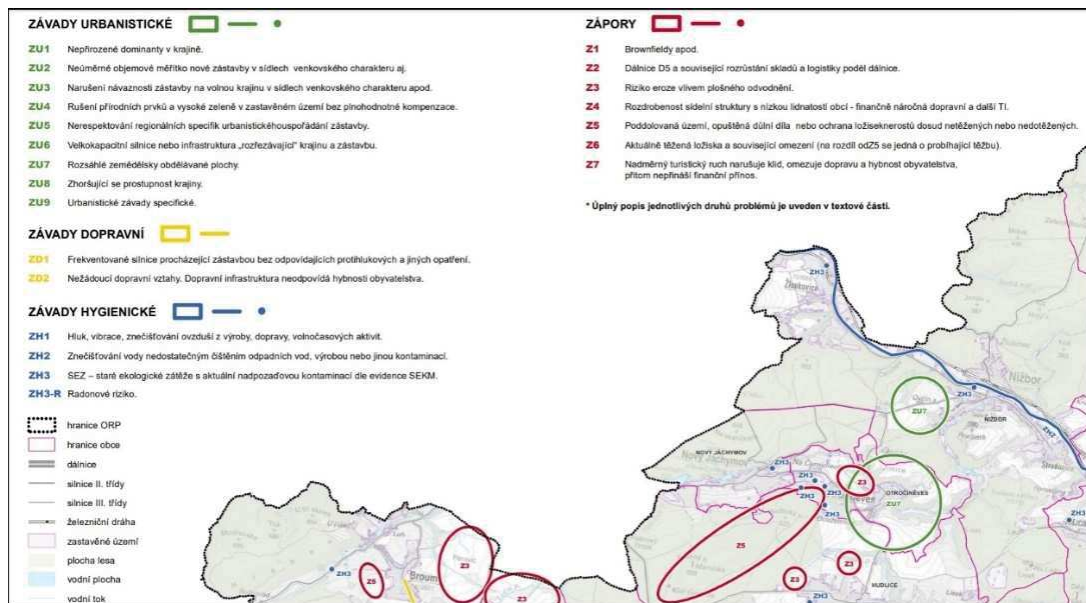 ZÁVADY URBANISTICKÉ
ZU1 Nepřirozené dominanty v krajině.
ZU2 Neúměrné objemové měřítko nové zástavby v sídlech venkovského charakteru aj.
ZU3 Narušení návaznosti zástavby na volnou krajinu v sídlech venkovského charakteru apod.
ZU4 Rušení přírodních prvků a vysoké zeleně v zastavěném území bez plnohodnotné kompenzace.
ZU5 Nerespektování regionálních specifik urbanistickéhouspořádání zástavby.
ZU6 Velkokapacitní silnice nebo infrastruktura „rozřezávající" krajinu a zástavbu.
ZU7 Rozsáhlé zemědělsky obdělávané plochy.
ZU8 Zhoršující se prostupnost krajiny.
ZU9 Urbanistické závady specifické.
ZÁVADY DOPRAVNÍ
ZD1 Frekventované silnice procházející zástavbou bez odpovídajících protihlukových a jiných opatření.
ZD2 Nežádoucí dopravní vztahy. Dopravní infrastruktura neodpovídá hybnosti obyvatelstva.
ZÁVADY HYGIENICKÉ
ZH1 Hluk, vibrace, znečišťování ovzduší z výroby, dopravy, volnočasových aktivit.
ZH2 Znečišťování vody nedostatečným čištěním odpadních vod, výrobou nebo jinou kontaminací.
ZH3 SEZ – staré ekologické zátěže s aktuální nadpozaďovou kontaminací dle evidence SEKM.
ZH3-R Radonové riziko.
hranice ORP
hranice obce
dálnice
silnice II. třídy
silnice III. třídy
železniční dráha
zastavěné území
plocha lesa
vodní plocha
vodní tok
ZÁPORY
Z1 Brownfieldy apod.
Z2 Dálnice D5 a související rozrůstání skladů a logistiky podél dálnice.
Z3 Riziko eroze vlivem plošného odvodnění.
Z4 Rozdrobenost sídelní struktury s nízkou lidnatostí obcí - finančně náročná dopravní a další TI.
Z5 Poddolovaná území, opuštěná důlní díla nebo ochrana ložiseknerostů dosud netěžených nebo nedotěžených.
Z6 Aktuálně těžená ložiska a související omezení (na rozdíl odZ5 se jedná o probíhající těžbu).
Z7 Nadměrný turistický ruch narušuje klid, omezuje dopravu a hybnost obyvatelstva,
přitom nepřináší finanční přínos.
* Úplný popis jednotlivých druhů problémů je uveden v textové části.
ZH3
Nižbor
ZH3
ZU7
NIŽBOR
ZH2
NOVÝ JÁCHYMOV
Nový Jáchymov
ZH3
ZH3
ZH3
ZH3
ZH3
Z3
OTROČINĚVES
ZU7
ZH3
Z5
Z3
Z3
HUDLICE
ZH3
ZH3
Z5
Broumy
Z3
Z3